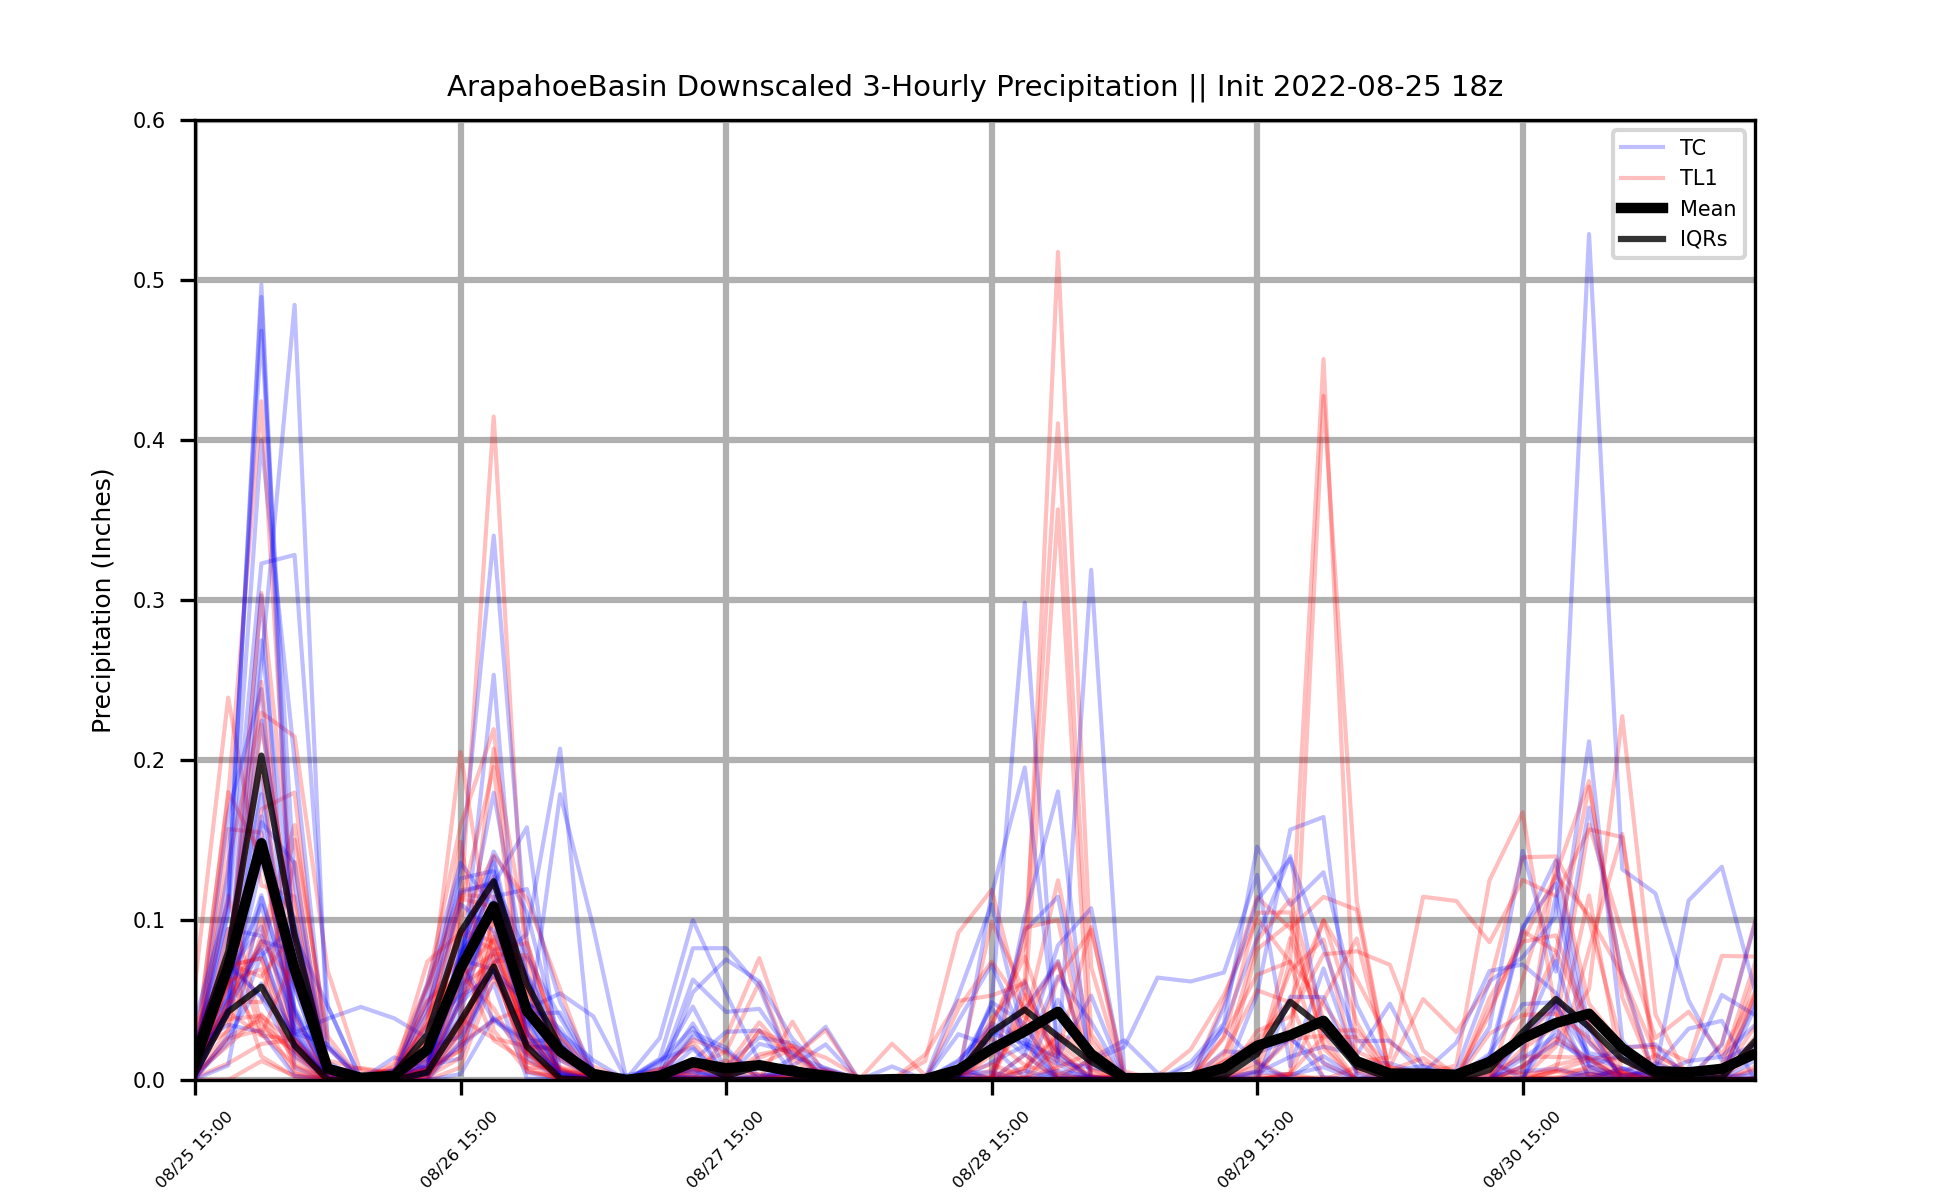 ArapahoeBasin Downscaled 3-Hourly Precipitation || Init 2022-08-25 18z
Precipitation (Inches)
0.6
0.5
0.4
0.3
0.2
0.1
0.0
TC
TL1
Mean
IQRs
08/25 15:00
08/26 15:00
08/27 15:00
08/28 15:00
08/29 15:00
08/30 15:00